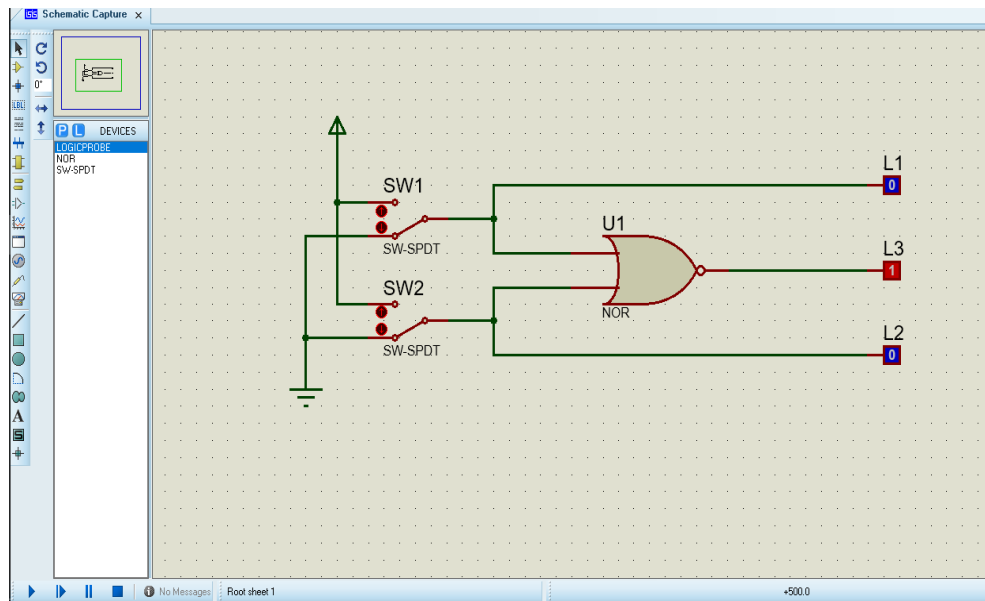 ISS Schematic Capture x
0°
LBL
P L DEVICES
LOGICPROBE
NOR
SW-SPDT
A
S
SW1
SW-SPDT
SW2
SW-SPDT
U1
NOR
L1
0
L3
1
L2
0
No Messages Root sheet 1 +500.0